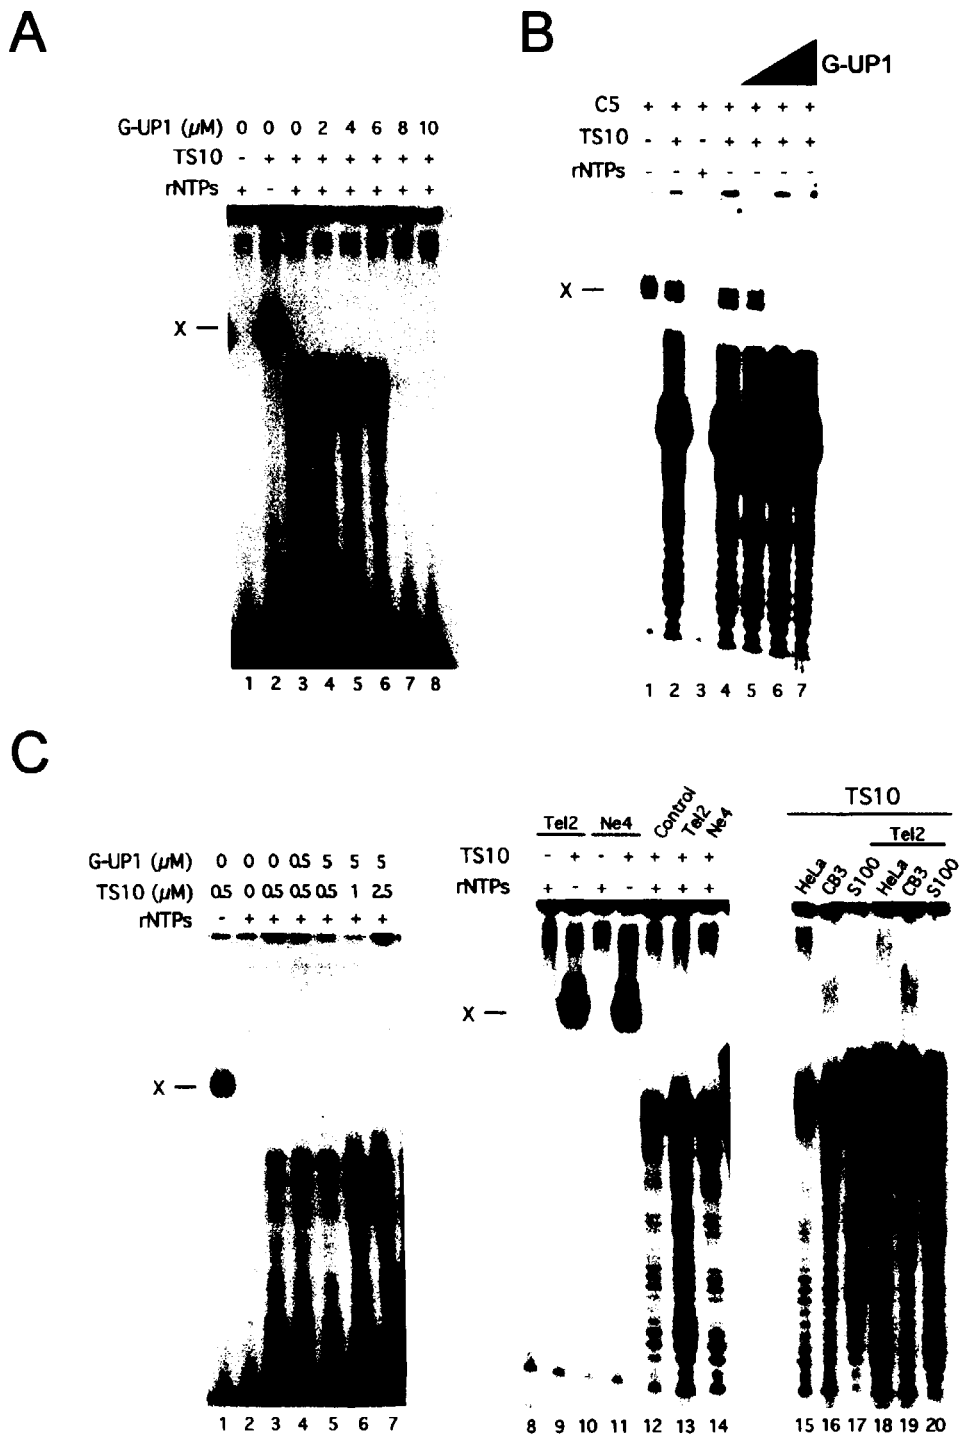 A
G-UP1 (μM) 0 0 0 2 4 6 8 10
TS10 - + + + + + + +
rNTPs + - + + + + + +
X —
1 2 3 4 5 6 7 8
B
G-UP1
C5 + + + + + + +
TS10 - + - + + + +
rNTPs - - + - - - -
X —
1 2 3 4 5 6 7
C
G-UP1 (μM) 0 0 0 0.5 5 5 5
TS10 (μM) 0.5 0 0.5 0.5 0.5 1 2.5
rNTPs - + + + + + +
X —
1 2 3 4 5 6 7
Tel2 Ne4 Control Tel2 Ne4
TS10 - + - + + + +
rNTPs + - + - + + +
X —
8 9 10 11 12 13 14
TS10
Tel2
HeLa CB3 S100 HeLa CB3 S100
15 16 17 18 19 20